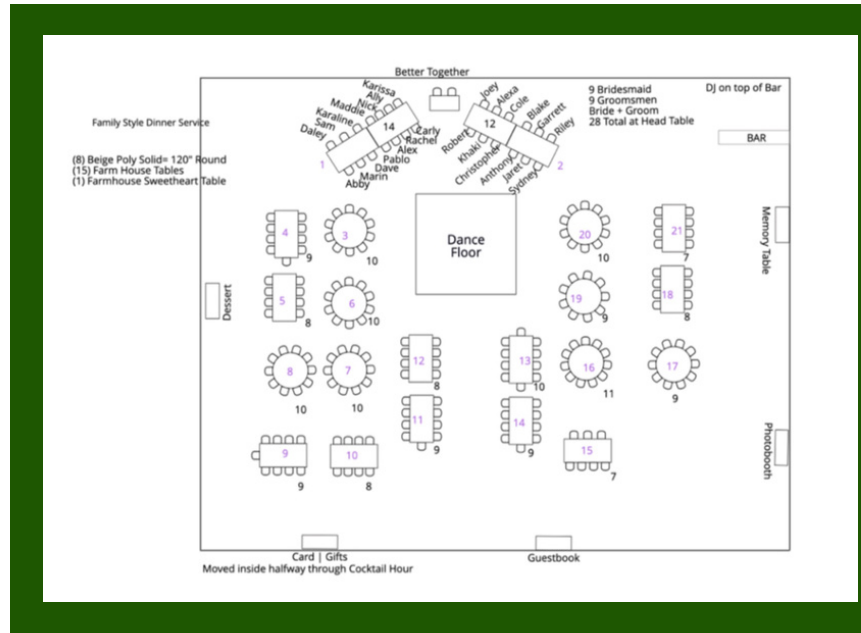 Better Together
9 Bridesmaid
9 Groomsmen
Bride + Groom
28 Total at Head Table
DJ on top of Bar
BAR
Family Style Dinner Service
(8) Beige Poly Solid= 120" Round
(15) Farm House Tables
(1) Farmhouse Sweetheart Table
Karissa
Ally
Nick
Maddie
Karaline
Sam
Daley
14
Carly
Rachel
Alex
Pablo
Dave
Marin
Abby
1
Joey
Alexa
Cole
Blake
Garrett
Riley
12
Robert
Khaki
Christopher
Anthony
Jaret
Sydney
2
Dance
Floor
Memory Table
4
9
3
10
20
10
21
7
Dessert
5
8
6
10
19
9
18
8
8
10
7
10
12
8
13
10
16
11
17
9
11
9
14
9
9
9
10
8
15
7
Photobooth
Card | Gifts
Moved inside halfway through Cocktail Hour
Guestbook